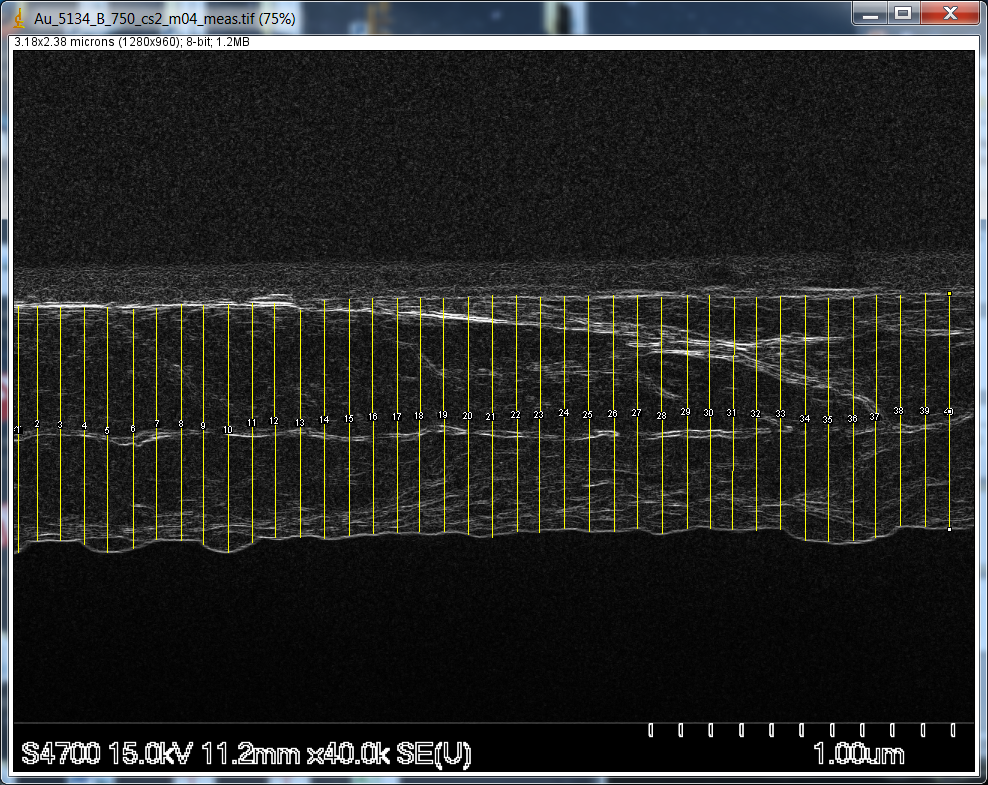 Au_5134_B_750_cs2_m04_meas.tif (75%)
3.18x2.38 microns (1280x960); 8-bit; 1.2MB
1 2 3 4 5 6 7 8 9 10 11 12 13 14 15 16 17 18 19 20 21 22 23 24 25 26 27 28 29 30 31 32 33 34 35 36 37 38 39 40
S4700 15.0kV 11.2mm x40.0k SE(U)
1.00um